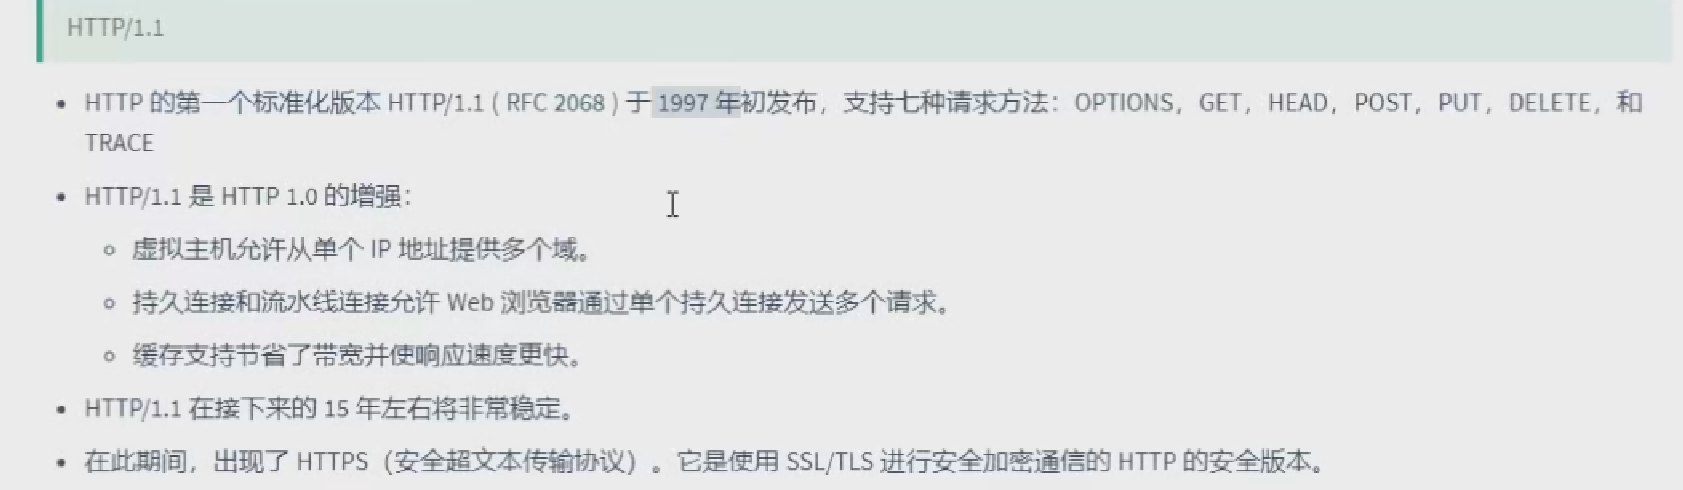 HTTP/1.1
• HTTP 的第一个标准化版本 HTTP/1.1 ( RFC 2068 ) 于 1997 年初发布，支持七种请求方法：OPTIONS，GET，HEAD，POST，PUT，DELETE，和
TRACE
• HTTP/1.1 是 HTTP 1.0 的增强：
◦ 虚拟主机允许从单个 IP 地址提供多个域。
◦ 持久连接和流水线连接允许 Web 浏览器通过单个持久连接发送多个请求。
◦ 缓存支持节省了带宽并使响应速度更快。
• HTTP/1.1 在接下来的 15 年左右将非常稳定。
• 在此期间，出现了 HTTPS（安全超文本传输协议）。它是使用 SSL/TLS 进行安全加密通信的 HTTP 的安全版本。